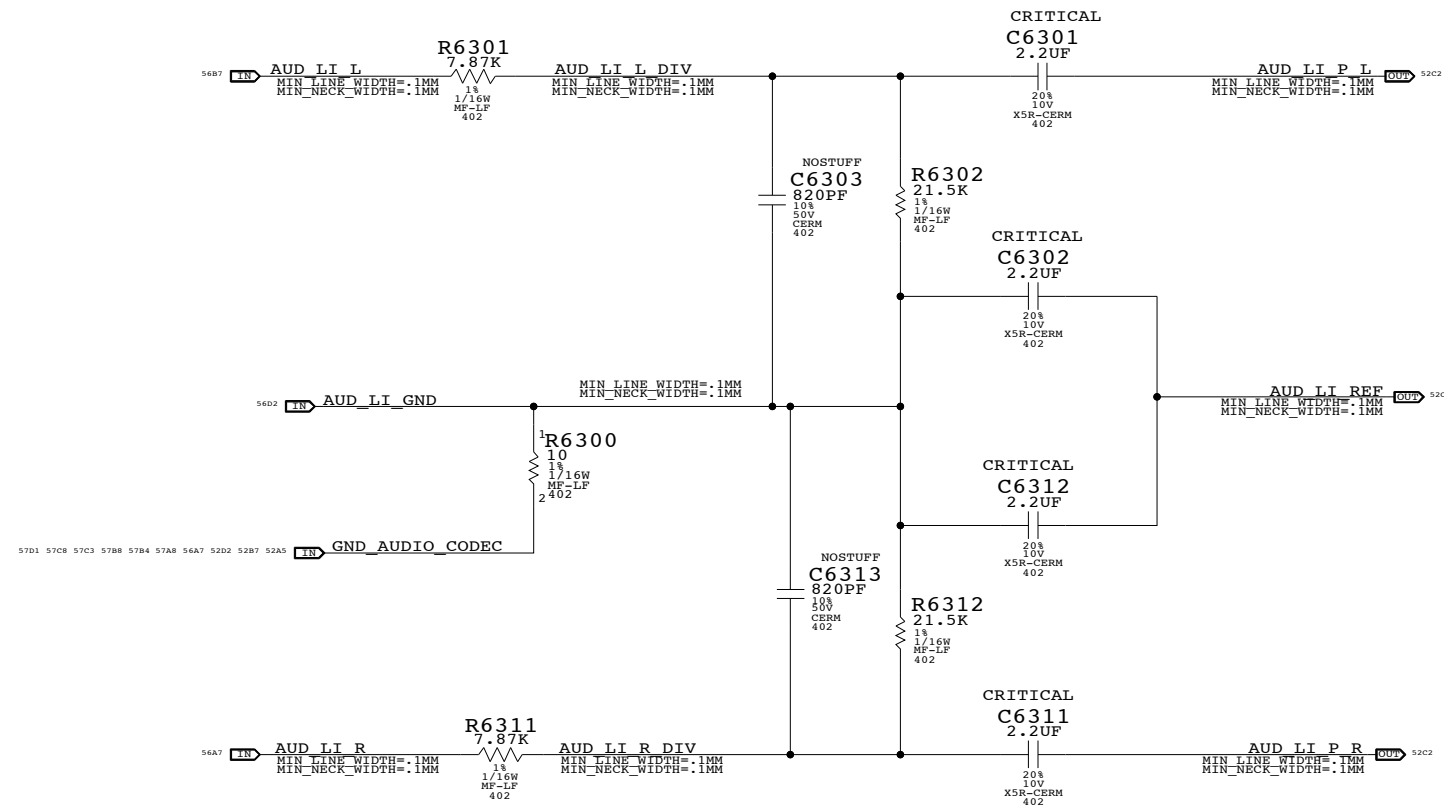 CRITICAL
C6301
2.2UF
20%
10V
X5R-CERM
402
56B7 IN AUD_LI_L
MIN_LINE_WIDTH=.1MM
MIN_NECK_WIDTH=.1MM
R6301
7.87K
1%
1/16W
MF-LF
402
AUD_LI_L_DIV
MIN_LINE_WIDTH=.1MM
MIN_NECK_WIDTH=.1MM
AUD_LI_P_L OUT 52C2
MIN_LINE_WIDTH=.1MM
MIN_NECK_WIDTH=.1MM
NOSTUFF
C6303
820PF
10%
50V
CERM
402
R6302
21.5K
1%
1/16W
MF-LF
402
CRITICAL
C6302
2.2UF
20%
10V
X5R-CERM
402
MIN_LINE_WIDTH=.1MM
MIN_NECK_WIDTH=.1MM
56D2 IN AUD_LI_GND
AUD_LI_REF OUT
MIN_LINE_WIDTH=.1MM
MIN_NECK_WIDTH=.1MM
1
R6300
10
1%
1/16W
MF-LF
402
2
CRITICAL
C6312
2.2UF
20%
10V
X5R-CERM
402
57D1 57C8 57C3 57B8 57B4 57A8 56A7 52D2 52B7 52A5 IN GND_AUDIO_CODEC
NOSTUFF
C6313
820PF
10%
50V
CERM
402
R6312
21.5K
1%
1/16W
MF-LF
402
CRITICAL
C6311
2.2UF
20%
10V
X5R-CERM
402
56A7 IN AUD_LI_R
MIN_LINE_WIDTH=.1MM
MIN_NECK_WIDTH=.1MM
R6311
7.87K
1%
1/16W
MF-LF
402
AUD_LI_R_DIV
MIN_LINE_WIDTH=.1MM
MIN_NECK_WIDTH=.1MM
AUD_LI_P_R OUT 52C2
MIN_LINE_WIDTH=.1MM
MIN_NECK_WIDTH=.1MM